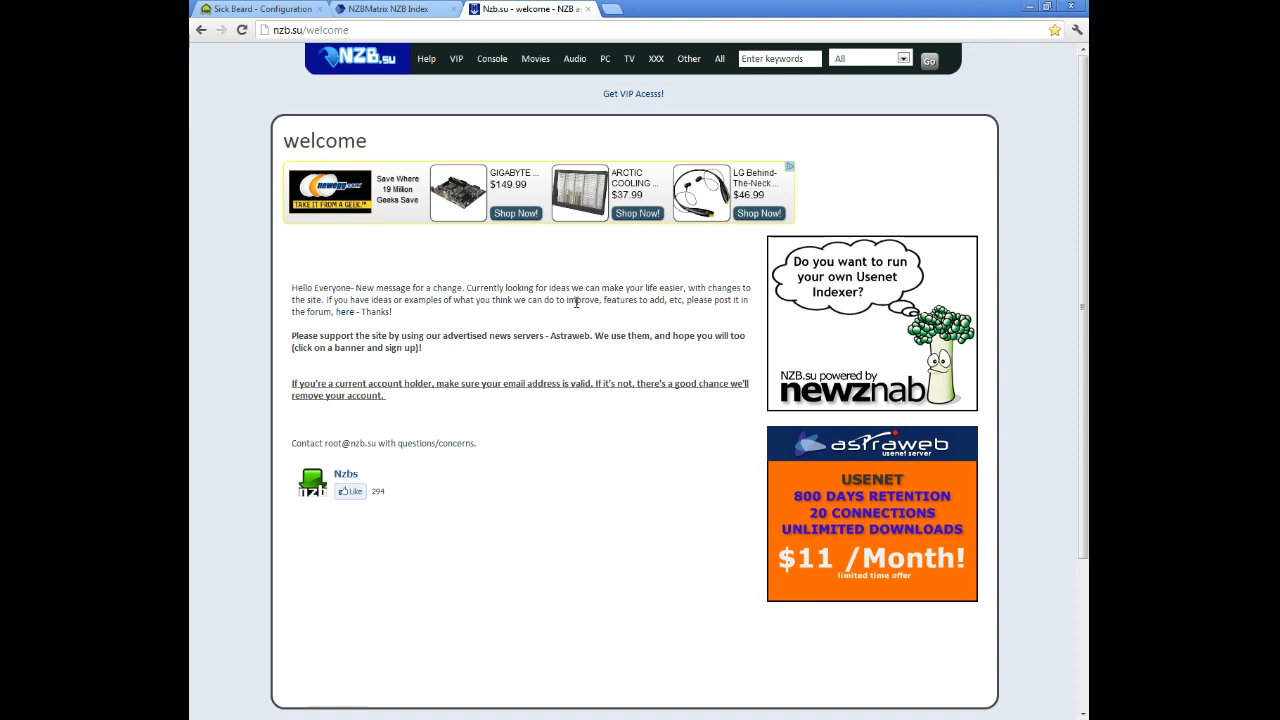 Sick Beard - Configuration
NZBMatrix NZB Index
Nzb.su - welcome - NZB a
nzb.su/welcome
NZB.su
Help VIP Console Movies Audio PC TV XXX Other All Enter keywords All Go
Get VIP Acesss!
welcome
newegg.com
TAKE IT FROM A GEEK.™
Save Where
19 Million
Geeks Save
GIGABYTE ...
$149.99
Shop Now!
ARCTIC
COOLING ...
$37.99
Shop Now!
LG Behind-
The-Neck ...
$46.99
Shop Now!
Hello Everyone- New message for a change. Currently looking for ideas we can make your life easier, with changes to
the site. If you have ideas or examples of what you think we can do to improve, features to add, etc, please post it in
the forum, here - Thanks!
Please support the site by using our advertised news servers - Astraweb. We use them, and hope you will too
(click on a banner and sign up)!
If you're a current account holder, make sure your email address is valid. If it's not, there's a good chance we'll
remove your account.
Contact root@nzb.su with questions/concerns.
nzb
Nzbs
Like 294
Do you want to run
your own Usenet
Indexer?
NZB.su powered by
newznab
astraweb
usenet server
USENET
800 DAYS RETENTION
20 CONNECTIONS
UNLIMITED DOWNLOADS
$11 /Month!
limited time offer